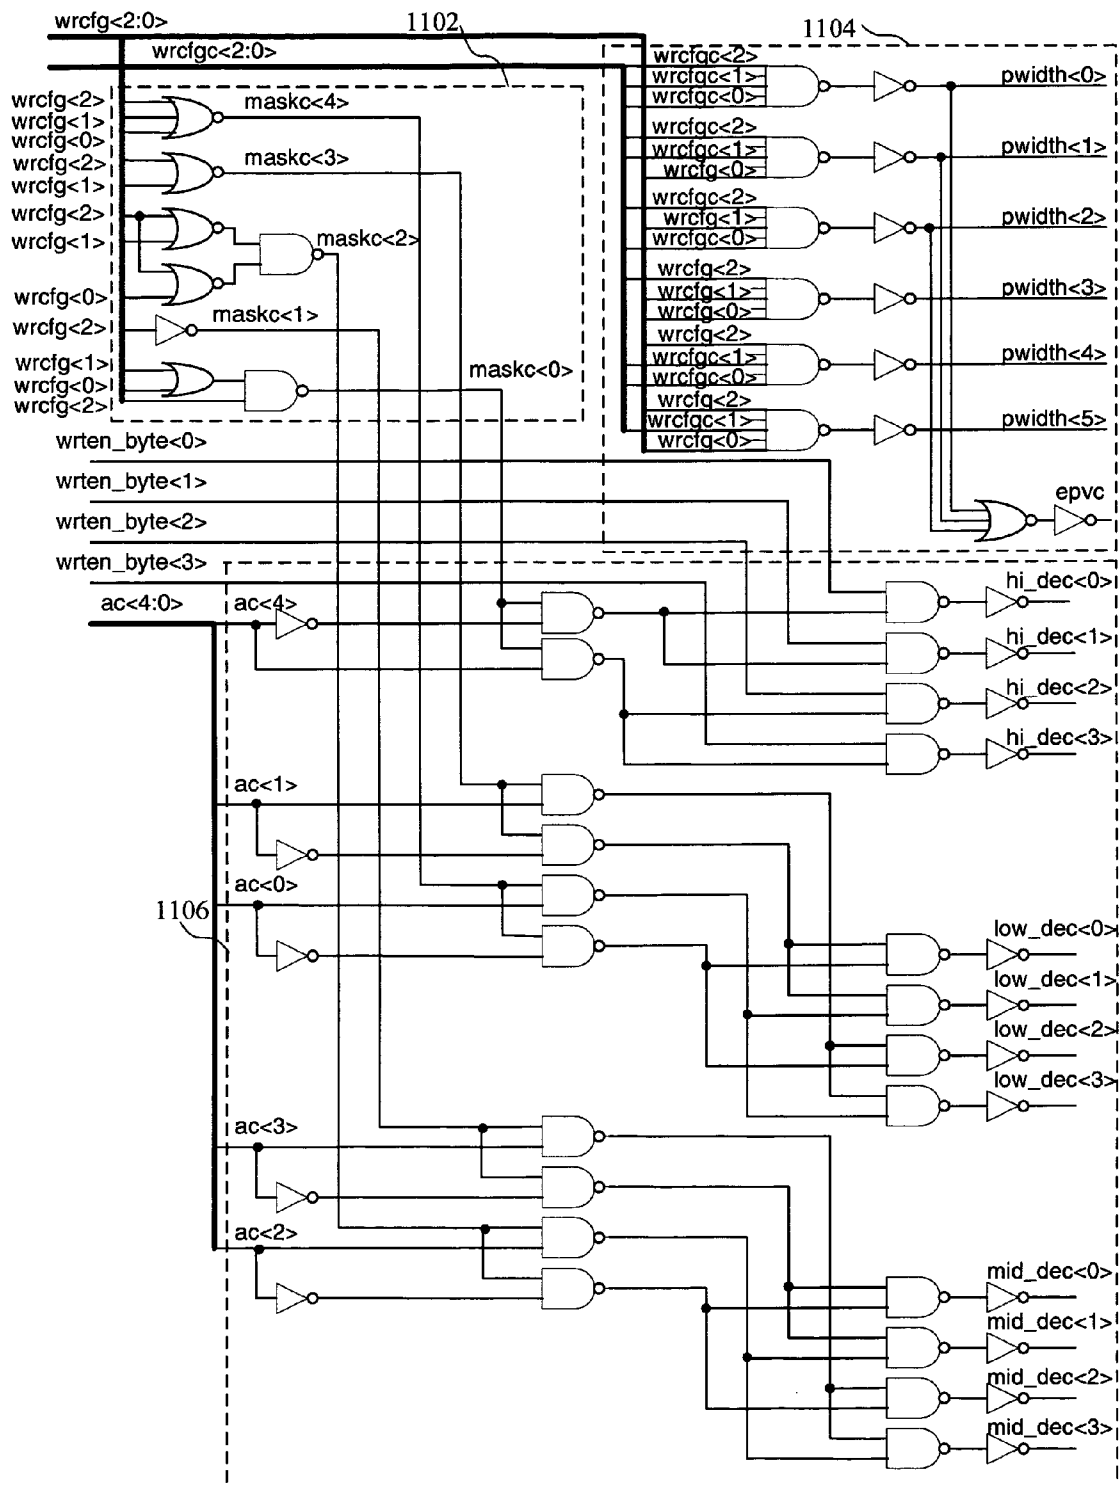 wrcfg<2:0>
1102
1104
wrcfgc<2:0>
wrcfg<2>
wrcfg<1>
wrcfg<0>
maskc<4>
wrcfg<2>
wrcfg<1>
maskc<3>
wrcfg<2>
wrcfg<1>
maskc<2>
wrcfg<0>
wrcfg<2>
maskc<1>
wrcfg<1>
wrcfg<0>
wrcfg<2>
maskc<0>
wrcfgc<2>
wrcfgc<1>
wrcfgc<0>
pwidth<0>
wrcfgc<2>
wrcfgc<1>
wrcfg<0>
pwidth<1>
wrcfgc<2>
wrcfg<1>
wrcfgc<0>
pwidth<2>
wrcfg<2>
wrcfg<1>
wrcfg<0>
pwidth<3>
wrcfg<2>
wrcfgc<1>
wrcfgc<0>
pwidth<4>
wrcfg<2>
wrcfgc<1>
wrcfg<0>
pwidth<5>
epvc
wrten_byte<0>
wrten_byte<1>
wrten_byte<2>
wrten_byte<3>
ac<4:0>
ac<4>
hi_dec<0>
hi_dec<1>
hi_dec<2>
hi_dec<3>
ac<1>
ac<0>
1106
low_dec<0>
low_dec<1>
low_dec<2>
low_dec<3>
ac<3>
ac<2>
mid_dec<0>
mid_dec<1>
mid_dec<2>
mid_dec<3>